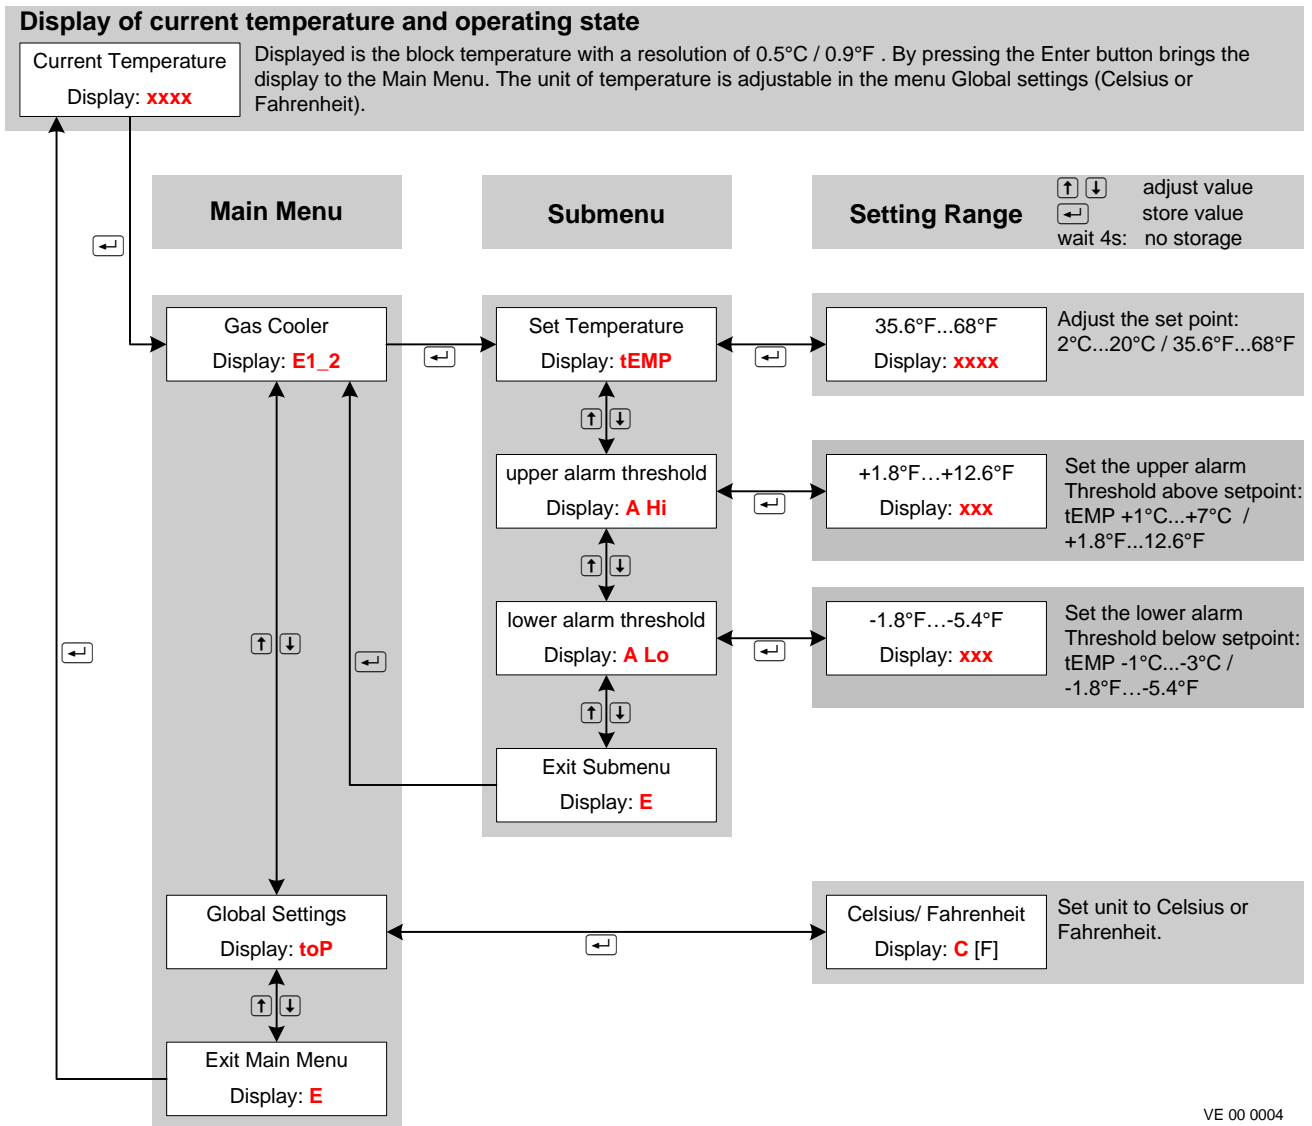 Display of current temperature and operating state
Current Temperature
Display: xxxx
Displayed is the block temperature with a resolution of 0.5°C / 0.9°F . By pressing the Enter button brings the
display to the Main Menu. The unit of temperature is adjustable in the menu Global settings (Celsius or
Fahrenheit).
Main Menu
Submenu
Setting Range
adjust value
store value
wait 4s: no storage
Gas Cooler
Display: E1_2
Set Temperature
Display: tEMP
35.6°F...68°F
Display: xxxx
Adjust the set point:
2°C...20°C / 35.6°F...68°F
upper alarm threshold
Display: A Hi
+1.8°F…+12.6°F
Display: xxx
Set the upper alarm
Threshold above setpoint:
tEMP +1°C...+7°C /
+1.8°F...12.6°F
lower alarm threshold
Display: A Lo
-1.8°F…-5.4°F
Display: xxx
Set the lower alarm
Threshold below setpoint:
tEMP -1°C...-3°C /
-1.8°F…-5.4°F
Exit Submenu
Display: E
Global Settings
Display: toP
Celsius/ Fahrenheit
Display: C [F]
Set unit to Celsius or
Fahrenheit.
Exit Main Menu
Display: E
VE 00 0004